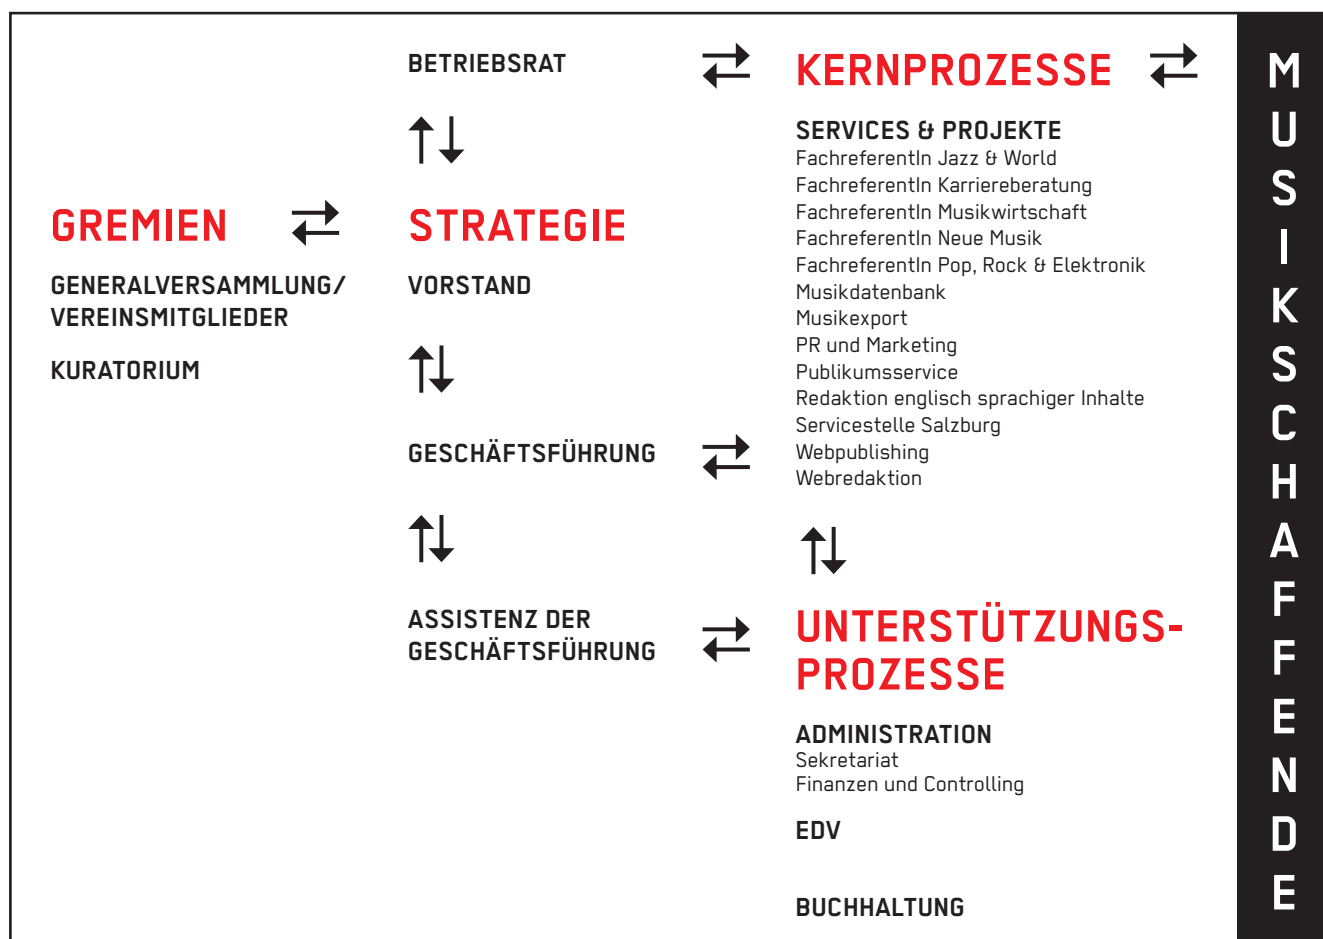 GREMIEN
GENERALVERSAMMLUNG/
VEREINSMITGLIEDER
KURATORIUM
BETRIEBSRAT
STRATEGIE
VORSTAND
GESCHÄFTSFÜHRUNG
ASSISTENZ DER
GESCHÄFTSFÜHRUNG
KERNPROZESSE
SERVICES & PROJEKTE
FachreferentIn Jazz & World
FachreferentIn Karriereberatung
FachreferentIn Musikwirtschaft
FachreferentIn Neue Musik
FachreferentIn Pop, Rock & Elektronik
Musikdatenbank
Musikexport
PR und Marketing
Publikumsservice
Redaktion englisch sprachiger Inhalte
Servicestelle Salzburg
Webpublishing
Webredaktion
UNTERSTÜTZUNGS-
PROZESSE
ADMINISTRATION
Sekretariat
Finanzen und Controlling
EDV
BUCHHALTUNG
MUSIKSCHAFFENDE